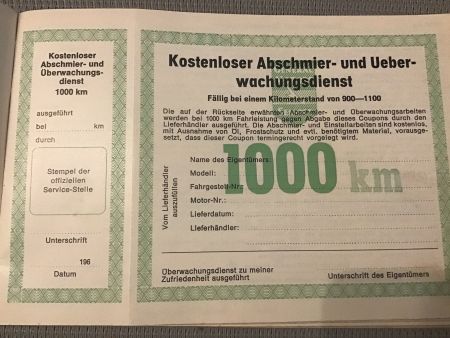 Kostenloser
Abschmier- und
Überwachungs-
dienst
1000 km
ausgeführt
bei km
durch
Stempel der
offiziellen
Service-Stelle
Unterschrift
196
Datum
Kostenloser Abschmier- und Ueber-
wachungsdienst
GENERAL
Fällig bei einem Kilometerstand von 900—1100
Die auf der Rückseite erwähnten Abschmier- und Überwachungsarbeiten
werden bei 1000 km Fahrleistung gegen Abgabe dieses Coupons durch den
Lieferhändler ausgeführt. Die Abschmier- und Einstellarbeiten sind kostenlos,
mit Ausnahme von Öl, Frostschutz und evtl. benötigtem Material, vorausge-
setzt, dass dieser Coupon termingerecht vorgelegt wird.
Vom Lieferhändler
auszufüllen
Name des Eigentümers:
Modell:
Fahrgestell-Nr.:
Motor-Nr.:
Lieferdatum:
Lieferhändler:
1000 km
Überwachungsdienst zu meiner
Zufriedenheit ausgeführt
Unterschrift des Eigentümers